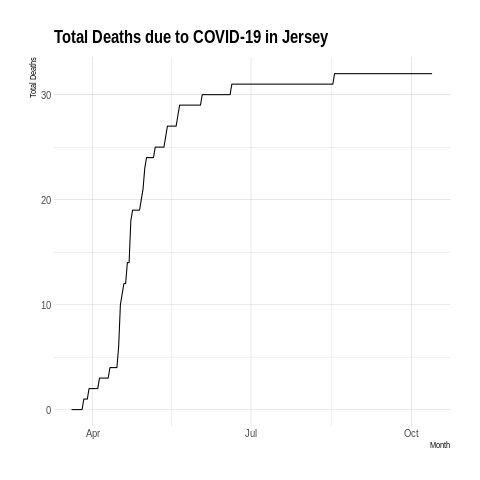 Total Deaths due to COVID-19 in Jersey
Total Deaths
30
20
10
0
Apr
Jul
Oct
Month